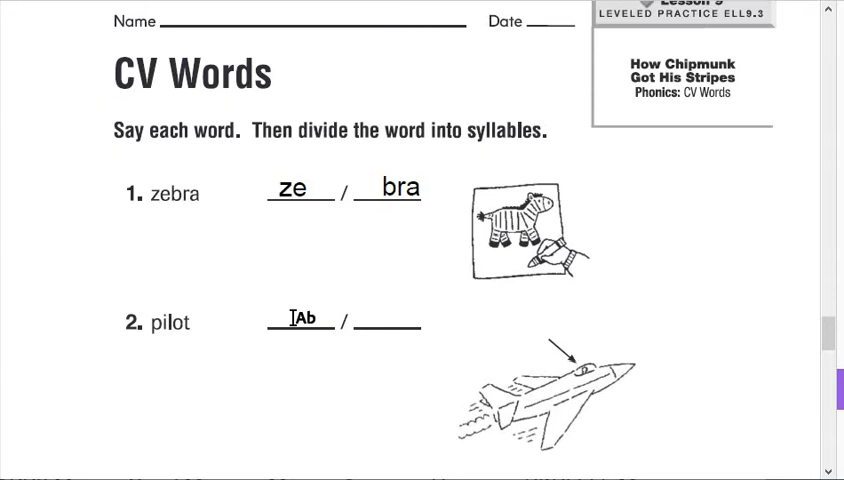 Name Date
Lesson 9
LEVELED PRACTICE ELL9.3
How Chipmunk
Got His Stripes
Phonics: CV Words
CV Words
Say each word. Then divide the word into syllables.
1. zebra ze / bra
2. pilot Ab /